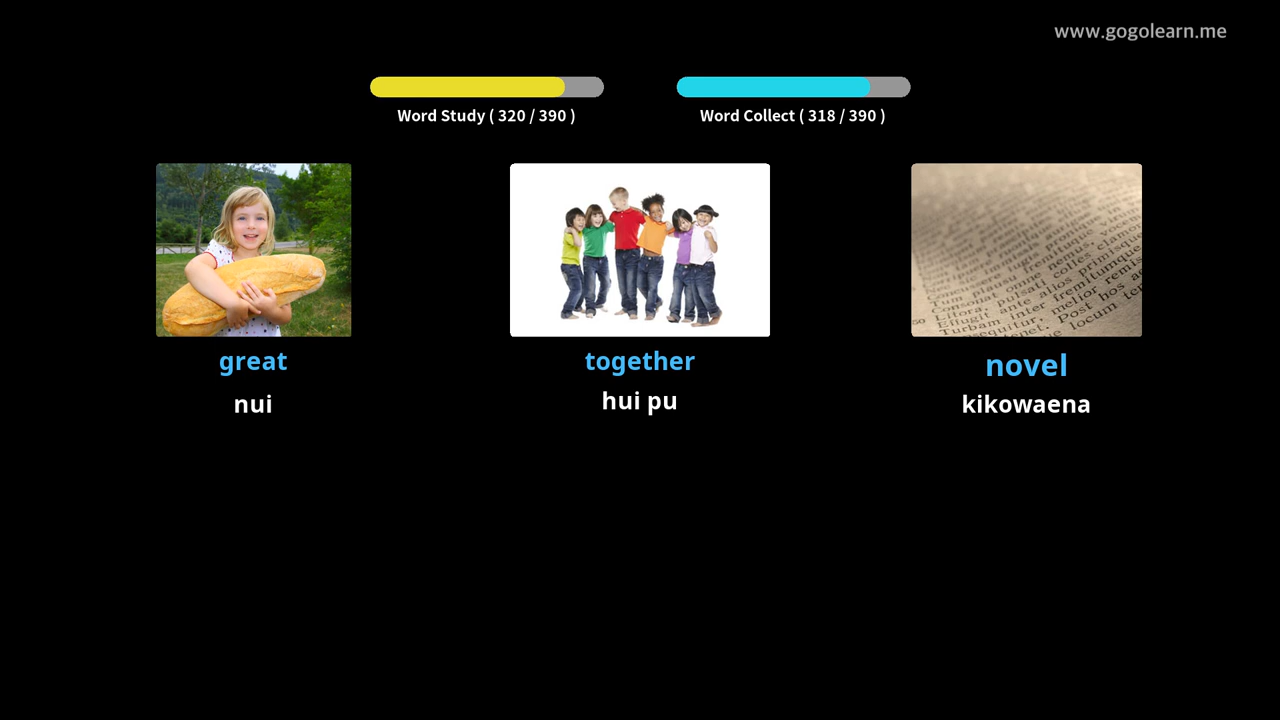 www.gogolearn.me
Word Study ( 320 / 390 )
Word Collect ( 318 / 390 )
great
nui
together
hui pu
novel
kikowaena